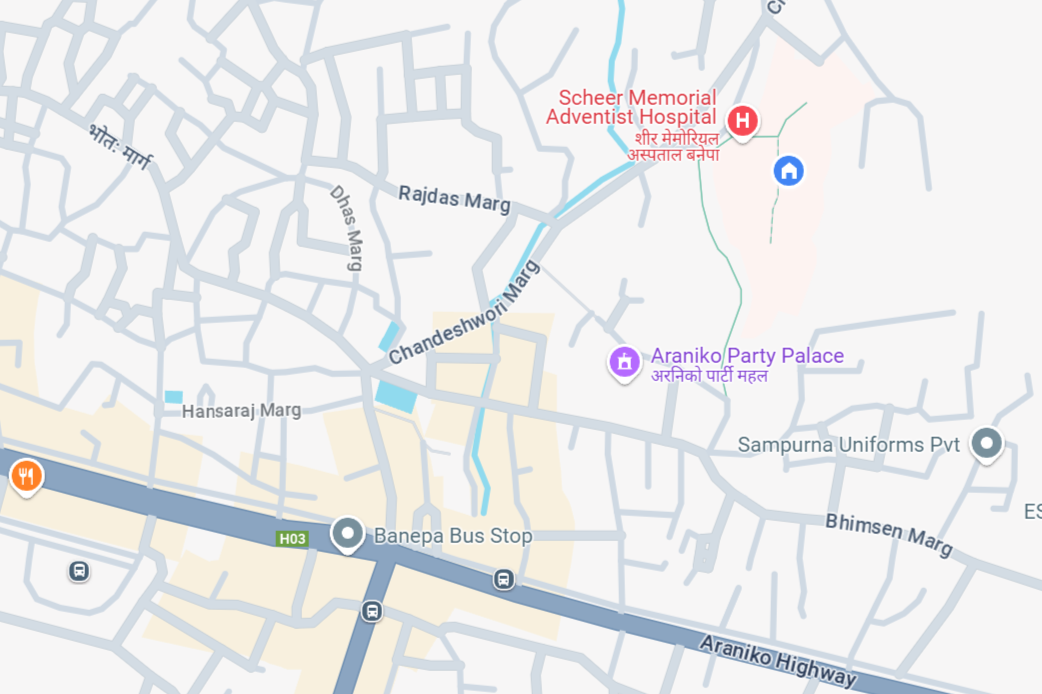 Scheer Memorial
Adventist Hospital
शीर मेमोरियल
अस्पताल बनेपा
H
Rajdas Marg
Dhas Marg
Chandeshwori Marg
Araniko Party Palace
अरनिको पार्टी महल
Hansaraj Marg
Sampurna Uniforms Pvt
Bhimsen Marg
H03
Banepa Bus Stop
Araniko Highway